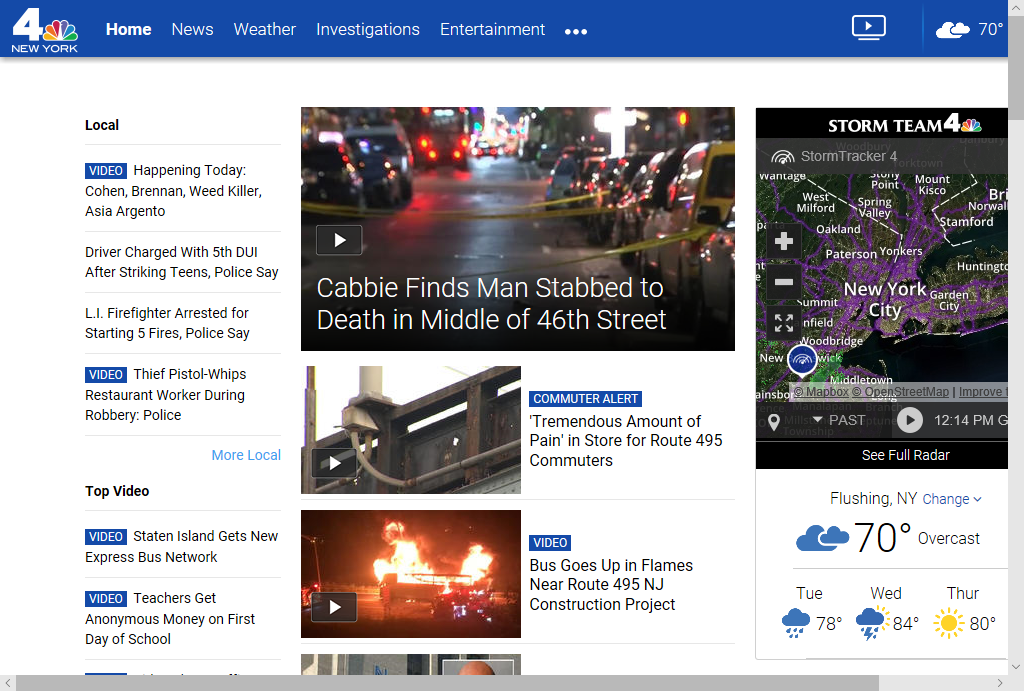 4
NEW YORK
Home
News
Weather
Investigations
Entertainment
70°
Local
VIDEO Happening Today:
Cohen, Brennan, Weed Killer,
Asia Argento
Driver Charged With 5th DUI
After Striking Teens, Police Say
L.I. Firefighter Arrested for
Starting 5 Fires, Police Say
VIDEO Thief Pistol-Whips
Restaurant Worker During
Robbery: Police
More Local
Top Video
VIDEO Staten Island Gets New
Express Bus Network
VIDEO Teachers Get
Anonymous Money on First
Day of School
Cabbie Finds Man Stabbed to
Death in Middle of 46th Street
COMMUTER ALERT
'Tremendous Amount of
Pain' in Store for Route 495
Commuters
VIDEO
Bus Goes Up in Flames
Near Route 495 NJ
Construction Project
STORM TEAM 4
StormTracker 4
Wantage
Stony
Point
Mount
Kisco
West
Milford
Spring
Valley
Norwal
Stamford
Oakland
Paterson
Yonkers
Huntingto
New York
City
Garden
City
Summit
nfield
Woodbridge
New
wick
Middletown
ainsbo
© Mapbox © OpenStreetMap | Improve t
PAST
12:14 PM G
See Full Radar
Flushing, NY Change
70° Overcast
Tue
Wed
Thur
78°
84°
80°